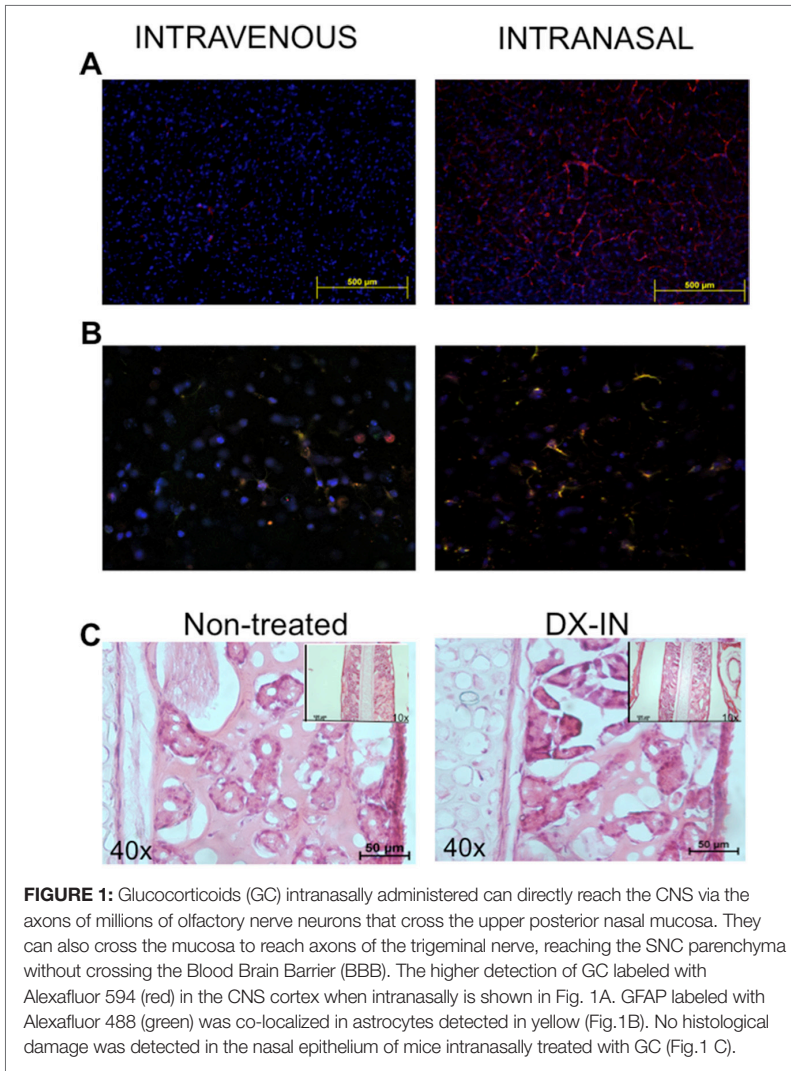 INTRAVENOUS INTRANASAL
A
500 µm 500 µm
B
C Non-treated DX-IN
10x 10x
40x 50 µm 40x 50 µm
FIGURE 1: Glucocorticoids (GC) intranasally administered can directly reach the CNS via the
axons of millions of olfactory nerve neurons that cross the upper posterior nasal mucosa. They
can also cross the mucosa to reach axons of the trigeminal nerve, reaching the SNC parenchyma
without crossing the Blood Brain Barrier (BBB). The higher detection of GC labeled with
Alexafluor 594 (red) in the CNS cortex when intranasally is shown in Fig. 1A. GFAP labeled with
Alexafluor 488 (green) was co-localized in astrocytes detected in yellow (Fig.1B). No histological
damage was detected in the nasal epithelium of mice intranasally treated with GC (Fig.1 C).